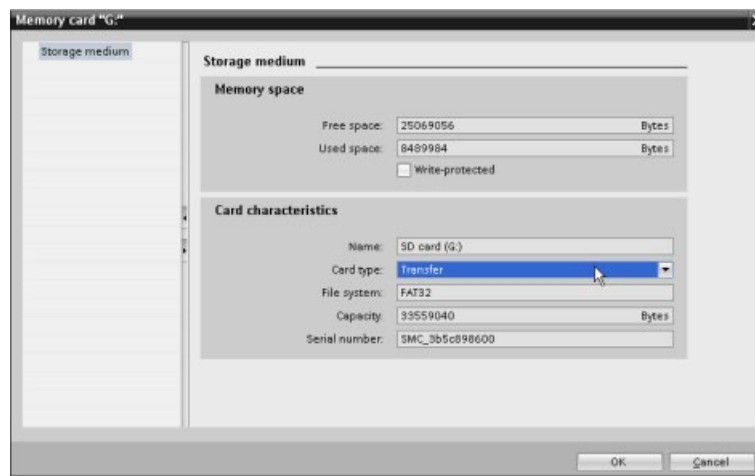 Memory card "G:"
Storage medium
Storage medium
Memory space
Free space: 25069056 Bytes
Used space: 8489984 Bytes
Write-protected
Card characteristics
Name: SD card (G:)
Card type: Transfer
File system: FAT32
Capacity: 33559040 Bytes
Serial number: SMC_3b5c898600
OK Cancel